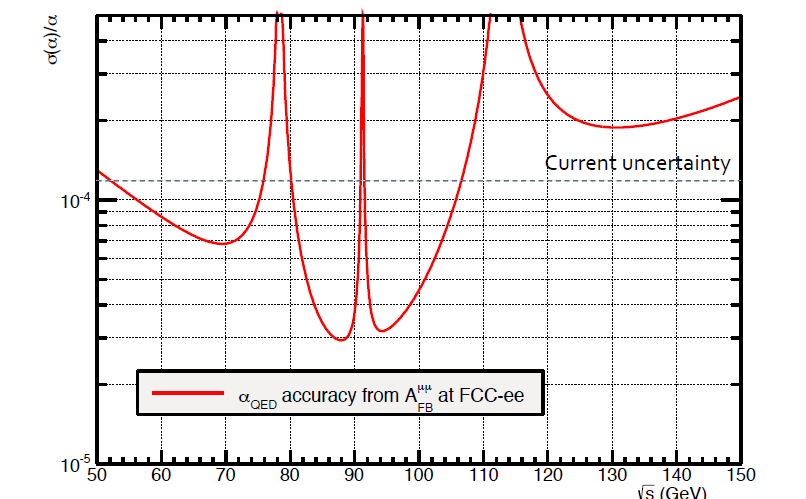 σ(α)/α
Current uncertainty
10⁻⁴
α_QED accuracy from A_FB^μμ at FCC-ee
10⁻⁵
50 60 70 80 90 100 110 120 130 140 150
√s (GeV)